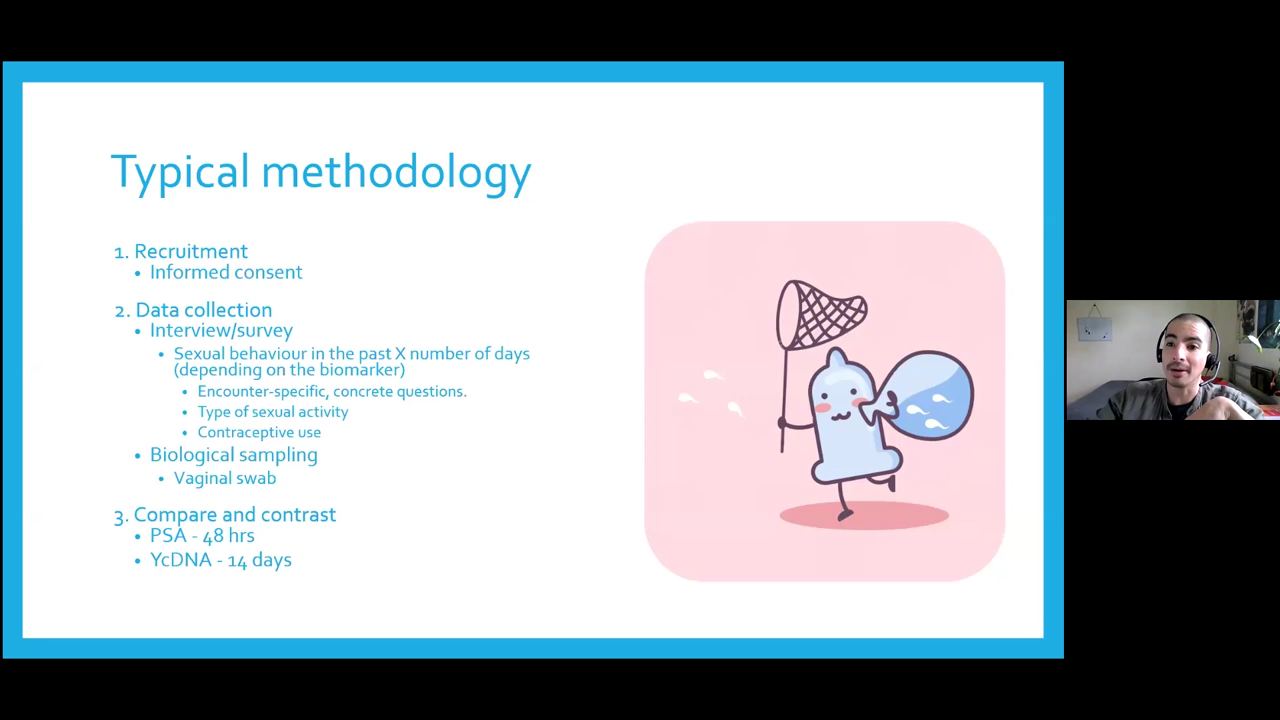 Typical methodology
1. Recruitment
• Informed consent
2. Data collection
• Interview/survey
• Sexual behaviour in the past X number of days
(depending on the biomarker)
• Encounter-specific, concrete questions.
• Type of sexual activity
• Contraceptive use
• Biological sampling
• Vaginal swab
3. Compare and contrast
• PSA - 48 hrs
• YcDNA - 14 days